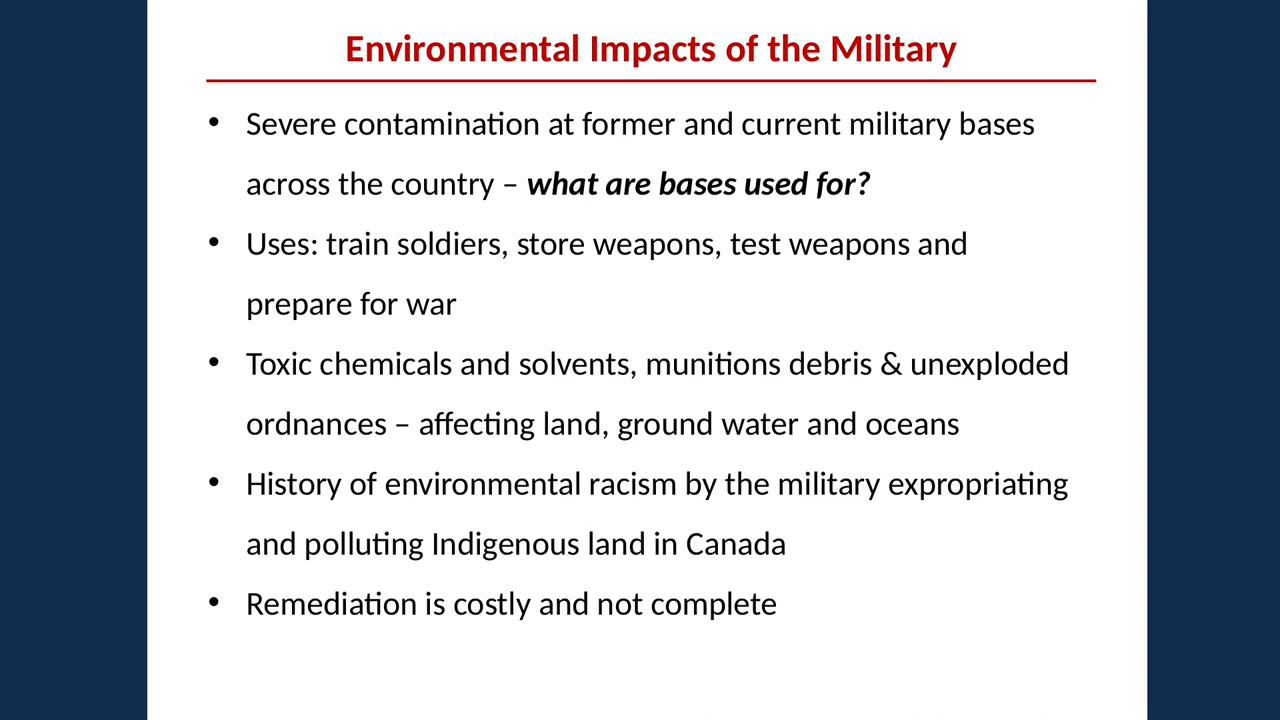 Environmental Impacts of the Military
• Severe contamination at former and current military bases
across the country – what are bases used for?
• Uses: train soldiers, store weapons, test weapons and
prepare for war
• Toxic chemicals and solvents, munitions debris & unexploded
ordnances – affecting land, ground water and oceans
• History of environmental racism by the military expropriating
and polluting Indigenous land in Canada
• Remediation is costly and not complete